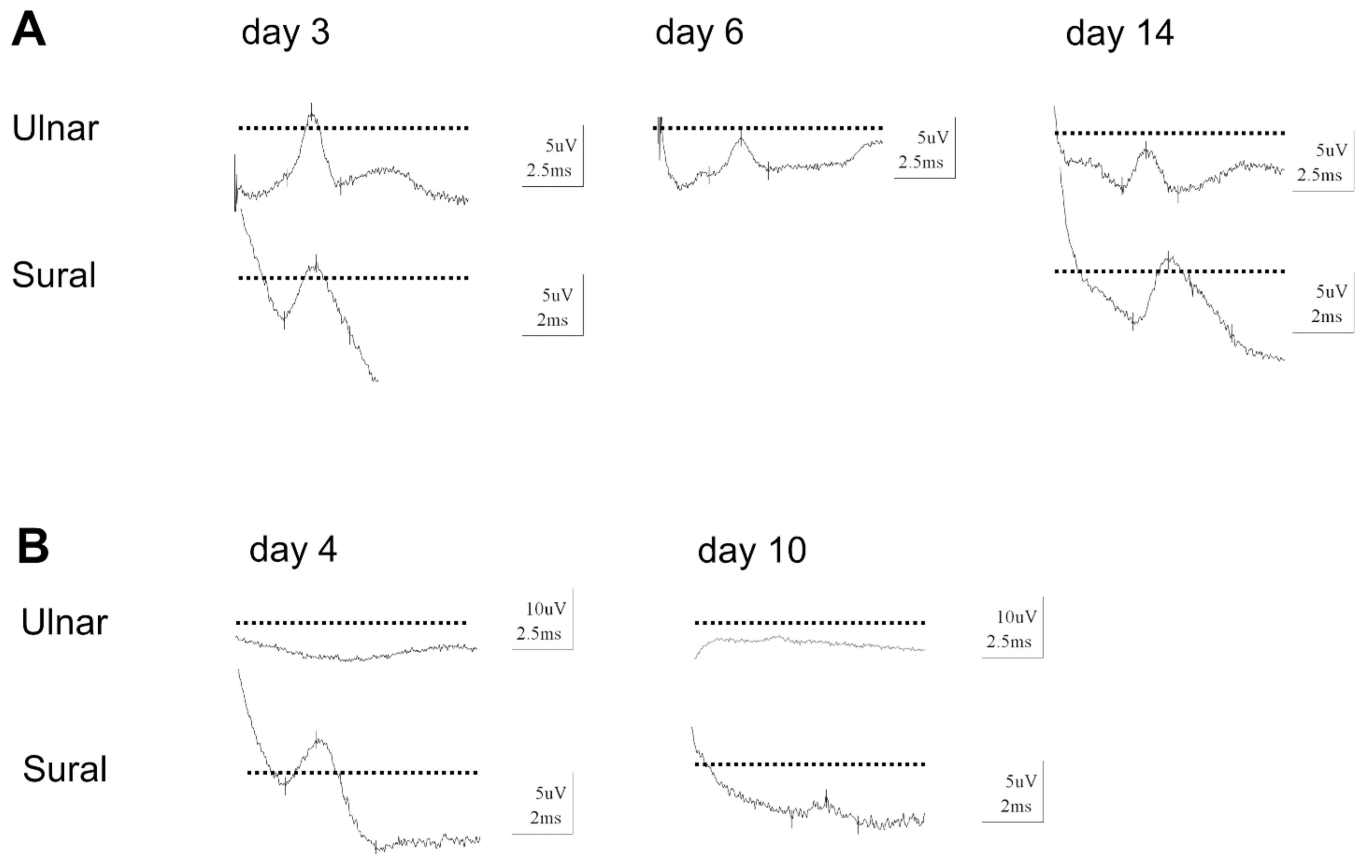 A
day 3
day 6
day 14
Ulnar
5uV
2.5ms
5uV
2.5ms
5uV
2.5ms
Sural
5uV
2ms
5uV
2ms
B
day 4
day 10
Ulnar
10uV
2.5ms
10uV
2.5ms
Sural
5uV
2ms
5uV
2ms